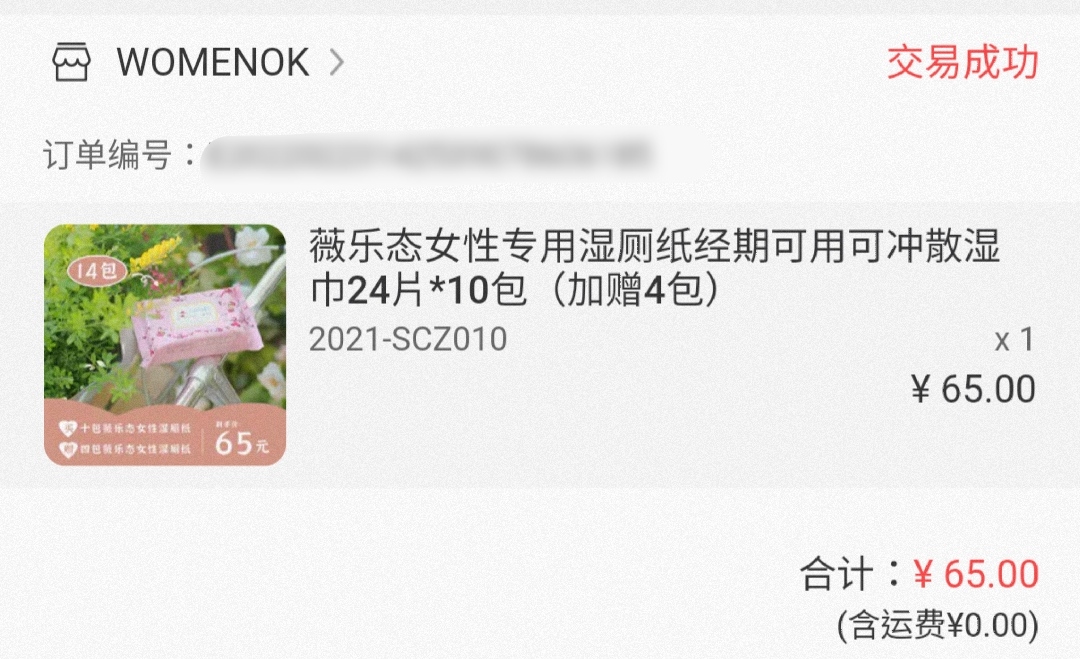 WOMENOK
交易成功
订单编号：
薇乐态女性专用湿厕纸经期可用可冲散湿
巾24片*10包（加赠4包）
2021-SCZ010
x 1
¥ 65.00
14包
十包薇乐态女性湿厕纸
四包薇乐态女性湿厕纸
65元
合计：¥ 65.00
(含运费¥0.00)